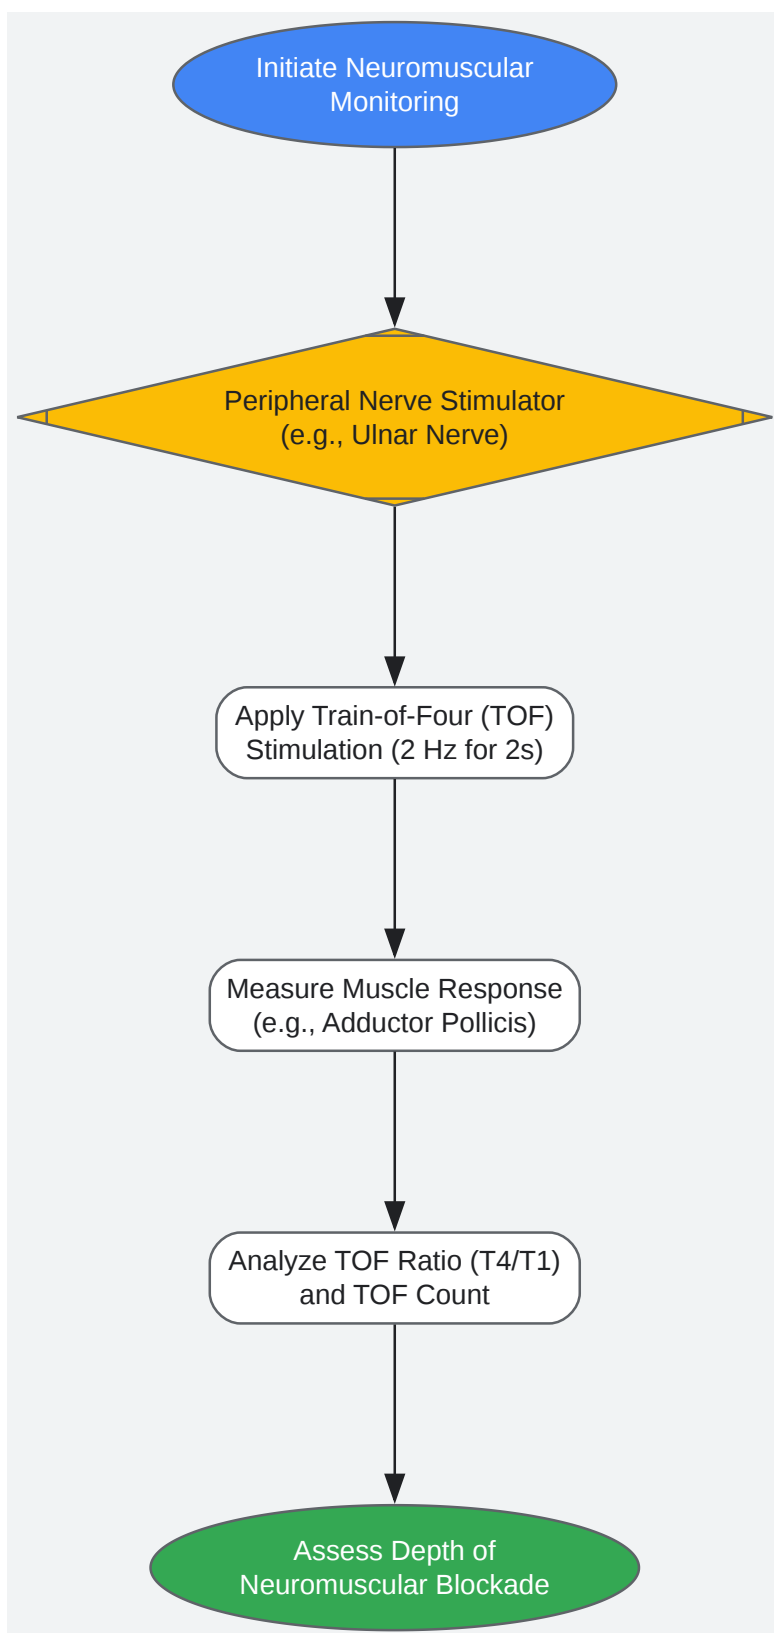 Initiate Neuromuscular
Monitoring
Peripheral Nerve Stimulator
(e.g., Ulnar Nerve)
Apply Train-of-Four (TOF)
Stimulation (2 Hz for 2s)
Measure Muscle Response
(e.g., Adductor Pollicis)
Analyze TOF Ratio (T4/T1)
and TOF Count
Assess Depth of
Neuromuscular Blockade